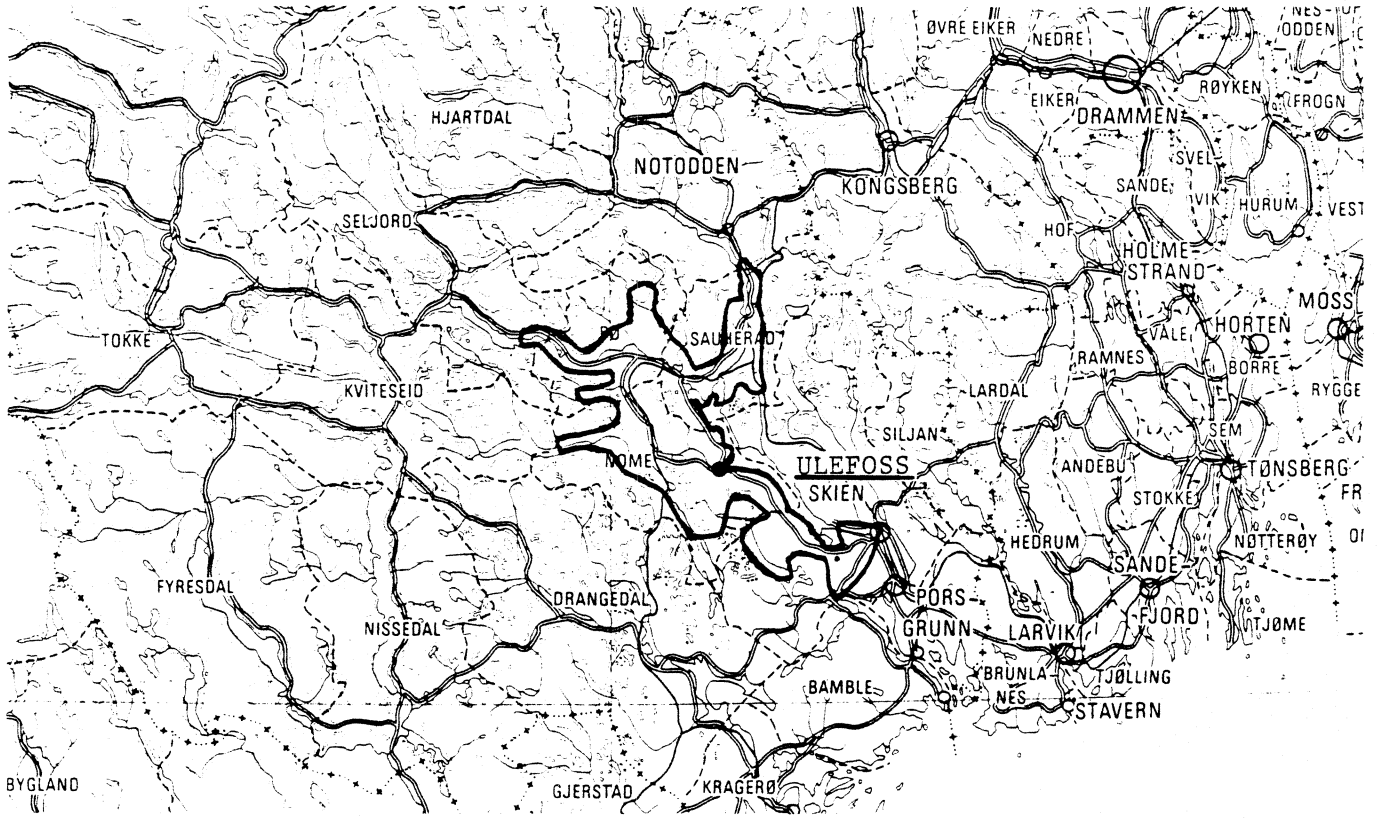 NES-
ODDEN
ØVRE EIKER
NEDRE
EIKER
DRAMMEN
RØYKEN
FROGN
HJARTDAL
NOTODDEN
KONGSBERG
SVEL-
VIK
SANDE
HURUM
VEST
SELJORD
HOF
HOLME-
STRAND
MOSS
TOKKE
BØ
SAUHERAD
VÅLE
HORTEN
RAMNES
BORRE
KVITESEID
LARDAL
RYGGE
SILJAN
SEM
NOME
ULEFOSS
SKIEN
ANDEBU
TØNSBERG
STOKKE
FR
HEDRUM
NØTTERØY
SANDE-
FJORD
FYRESDAL
DRANGEDAL
PORS-
GRUNN
NISSEDAL
LARVIK
TJØME
BRUNLA-
NES
TJØLLING
BAMBLE
STAVERN
BYGLAND
GJERSTAD
KRAGERØ